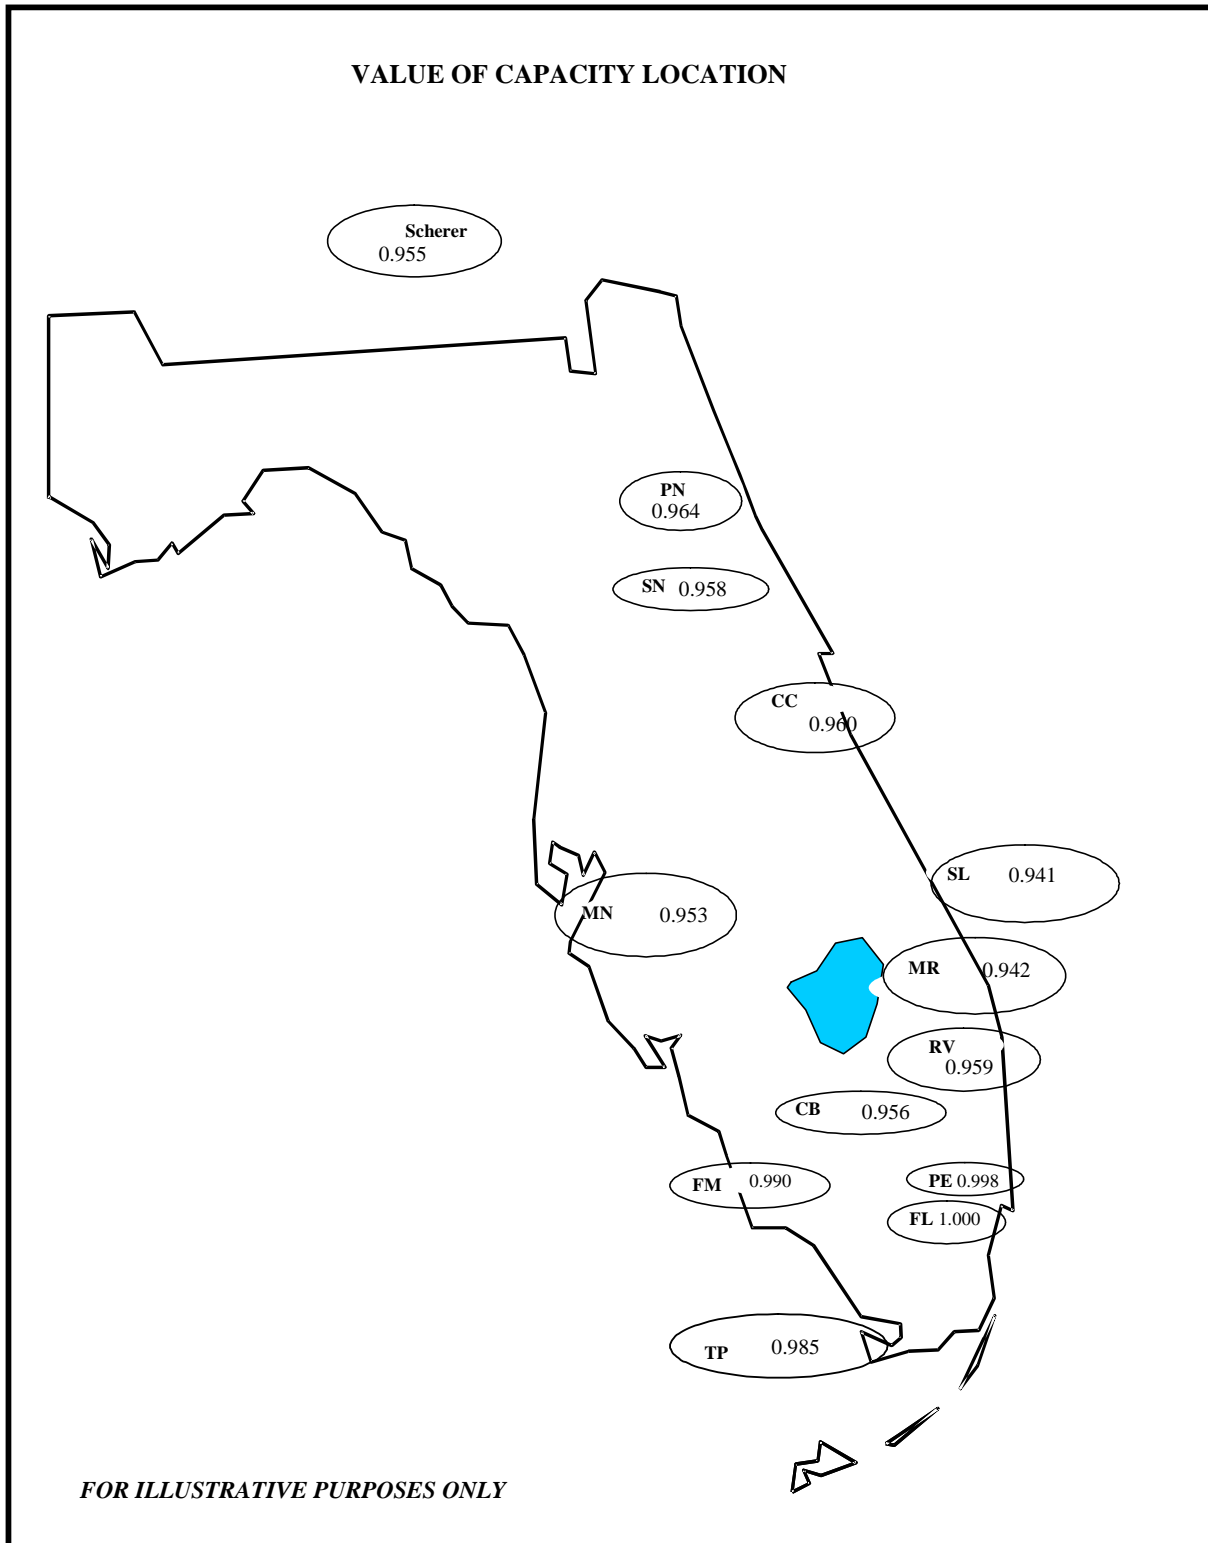 VALUE OF CAPACITY LOCATION
Scherer
0.955
PN
0.964
SN 0.958
CC
0.960
SL 0.941
MN 0.953
MR 0.942
RV
0.959
CB 0.956
FM 0.990
PE 0.998
FL 1.000
TP 0.985
FOR ILLUSTRATIVE PURPOSES ONLY